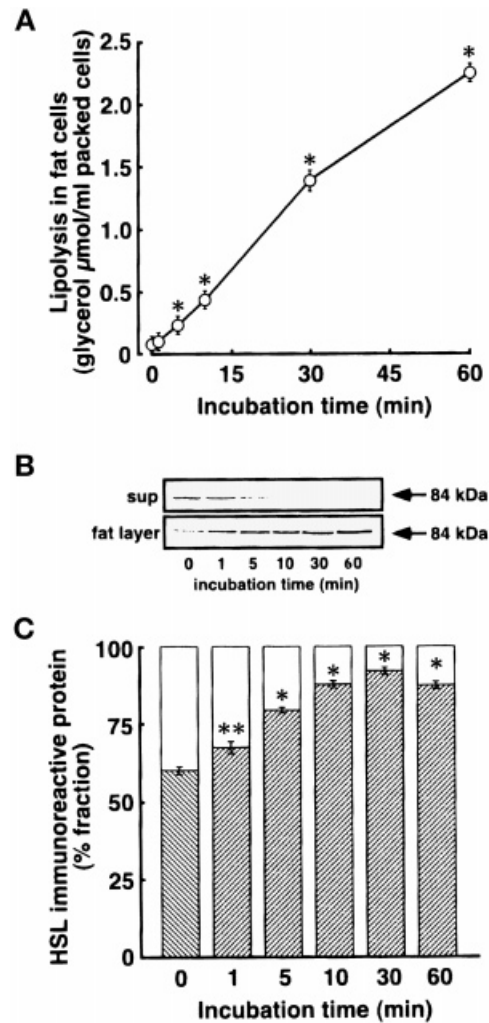 A
Lipolysis in fat cells
(glycerol µmol/ml packed cells)
2.5
2.0
1.5
1.0
0.5
0
*
*
*
*
0 15 30 45 60
Incubation time (min)
B
sup
84 kDa
fat layer
84 kDa
0 1 5 10 30 60
incubation time (min)
C
HSL immunoreactive protein
(% fraction)
100
75
50
25
0
**
*
*
*
*
0 1 5 10 30 60
Incubation time (min)